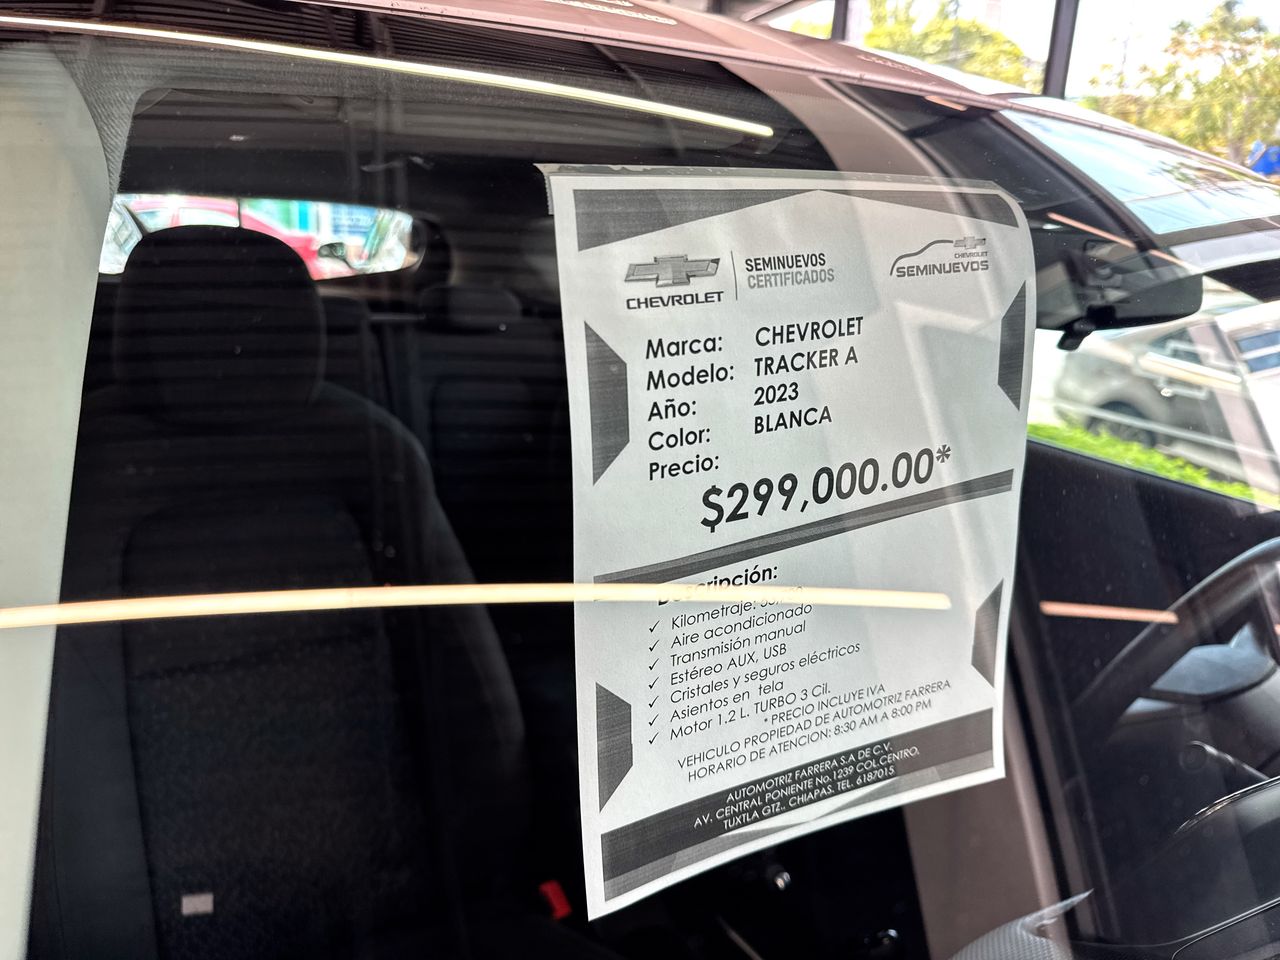 CHEVROLET
SEMINUEVOS
CERTIFICADOS
CHEVROLET
SEMINUEVOS
Marca: CHEVROLET
Modelo: TRACKER A
Año: 2023
Color: BLANCA
Precio:
$299,000.00*
Descripción:
✓ Kilometraje:
✓ Aire acondicionado
✓ Transmisión manual
✓ Estéreo AUX, USB
✓ Cristales y seguros eléctricos
✓ Asientos en tela
✓ Motor 1.2 L. TURBO 3 Cil.
* PRECIO INCLUYE IVA
VEHICULO PROPIEDAD DE AUTOMOTRIZ FARRERA
HORARIO DE ATENCION: 8:30 AM A 8:00 PM
AUTOMOTRIZ FARRERA S.A DE C.V.
AV. CENTRAL PONIENTE No. 1239 COL.CENTRO,
TUXTLA GTZ., CHIAPAS. TEL. 6187015